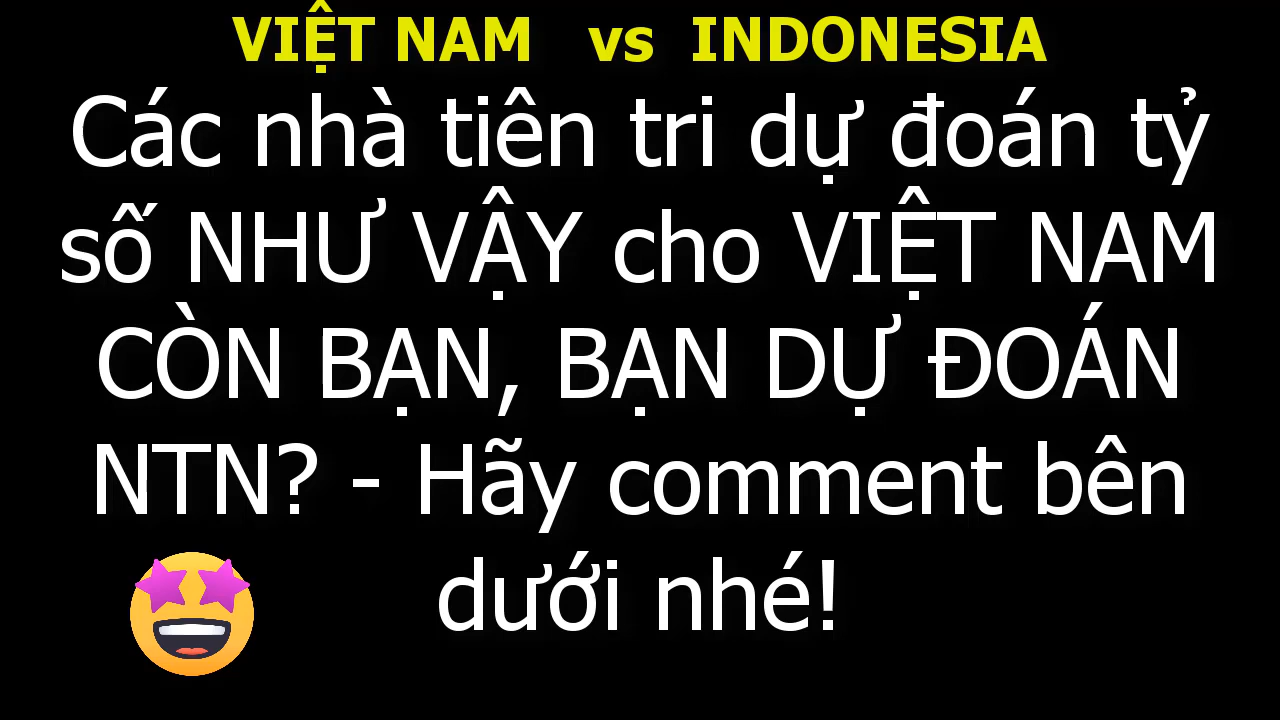 VIỆT NAM vs INDONESIA
Các nhà tiên tri dự đoán tỷ
số NHƯ VẬY cho VIỆT NAM
CÒN BẠN, BẠN DỰ ĐOÁN
NTN? - Hãy comment bên
dưới nhé!